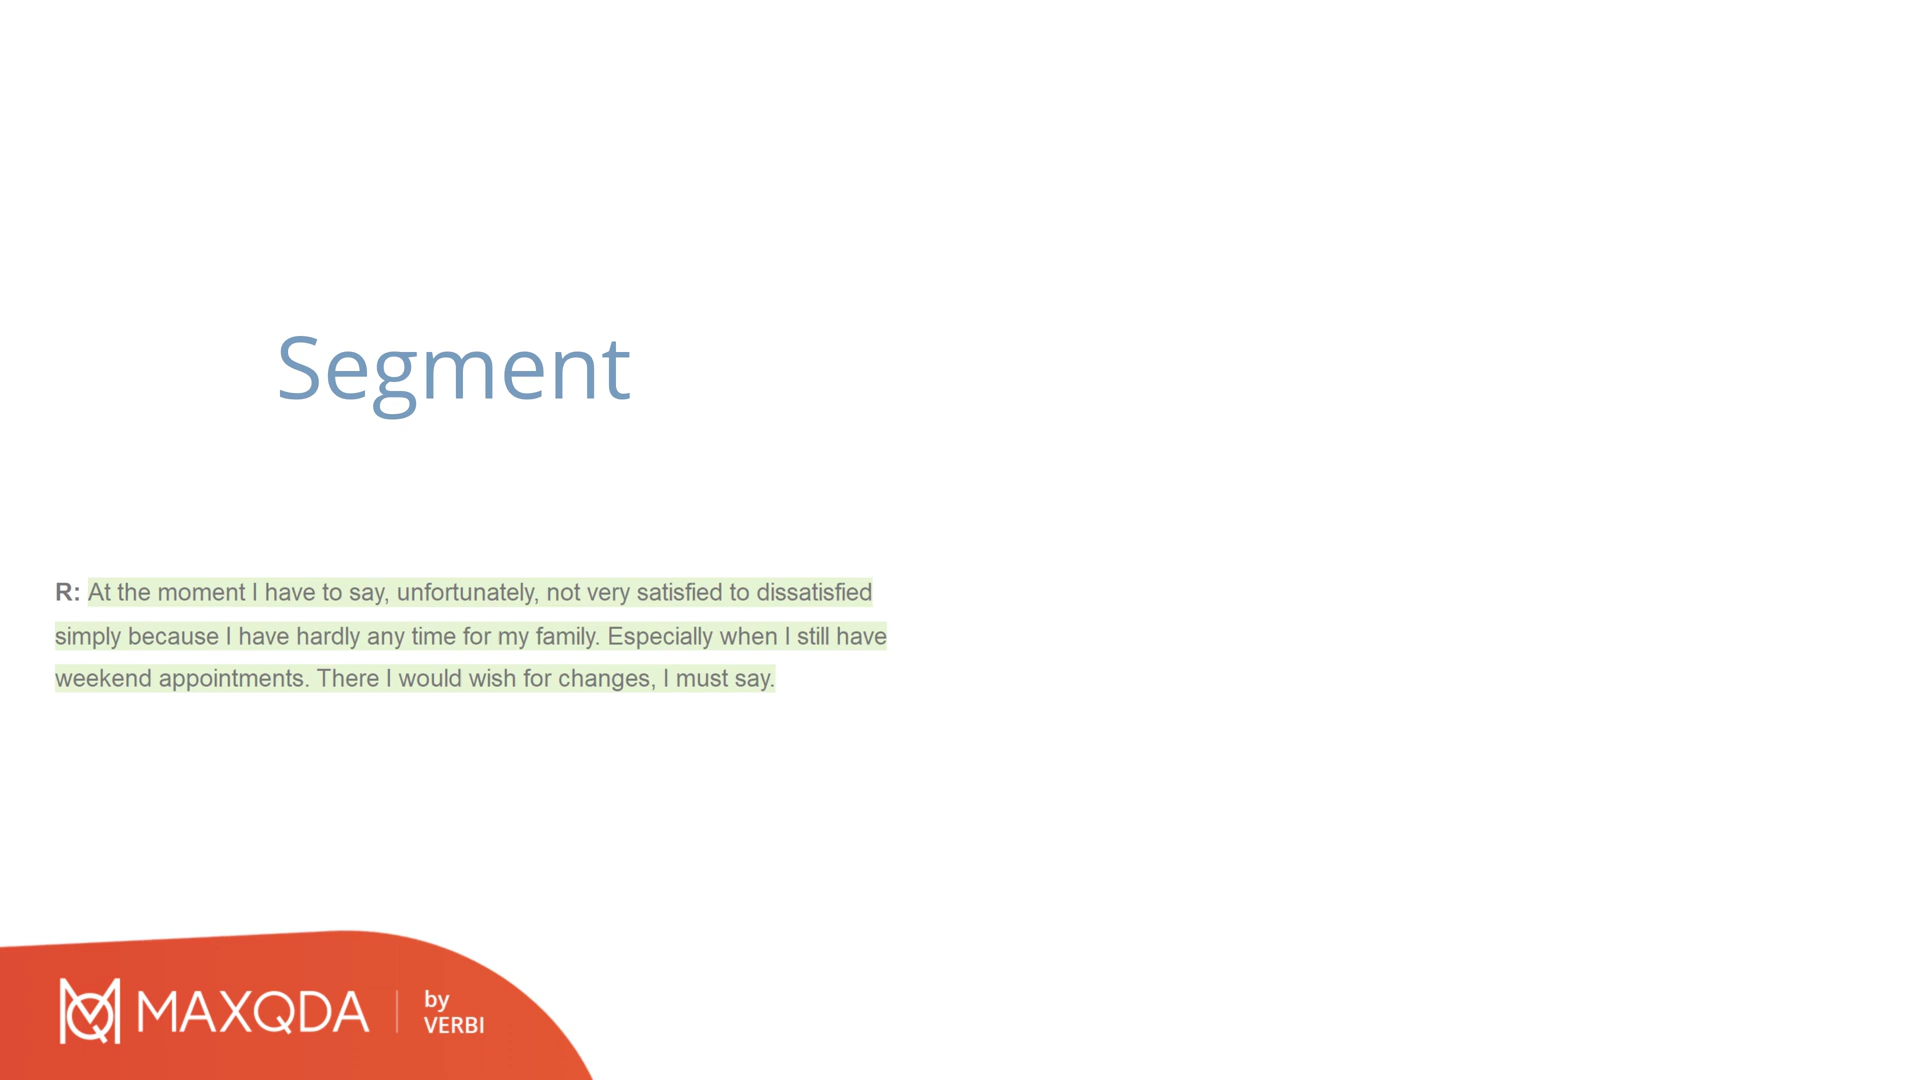 Segment
R: At the moment I have to say, unfortunately, not very satisfied to dissatisfied
simply because I have hardly any time for my family. Especially when I still have
weekend appointments. There I would wish for changes, I must say.
MAXQDA
by
VERBI